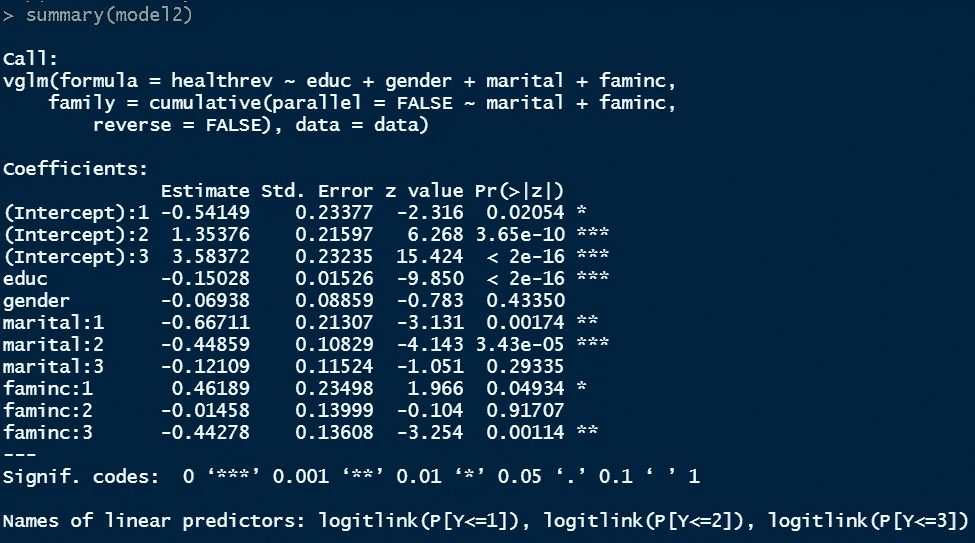 > summary(model2)
Call:
vglm(formula = healthrev ~ educ + gender + marital + faminc,
    family = cumulative(parallel = FALSE ~ marital + faminc,
        reverse = FALSE), data = data)
Coefficients:
              Estimate Std. Error z value Pr(>|z|)
(Intercept):1 -0.54149    0.23377  -2.316  0.02054 *
(Intercept):2  1.35376    0.21597   6.268 3.65e-10 ***
(Intercept):3  3.58372    0.23235  15.424  < 2e-16 ***
educ          -0.15028    0.01526  -9.850  < 2e-16 ***
gender        -0.06938    0.08859  -0.783  0.43350
marital:1     -0.66711    0.21307  -3.131  0.00174 **
marital:2     -0.44859    0.10829  -4.143 3.43e-05 ***
marital:3     -0.12109    0.11524  -1.051  0.29335
faminc:1       0.46189    0.23498   1.966  0.04934 *
faminc:2      -0.01458    0.13999  -0.104  0.91707
faminc:3      -0.44278    0.13608  -3.254  0.00114 **
---
Signif. codes:  0 ‘***’ 0.001 ‘**’ 0.01 ‘*’ 0.05 ‘.’ 0.1 ‘ ’ 1
Names of linear predictors: logitlink(P[Y<=1]), logitlink(P[Y<=2]), logitlink(P[Y<=3])